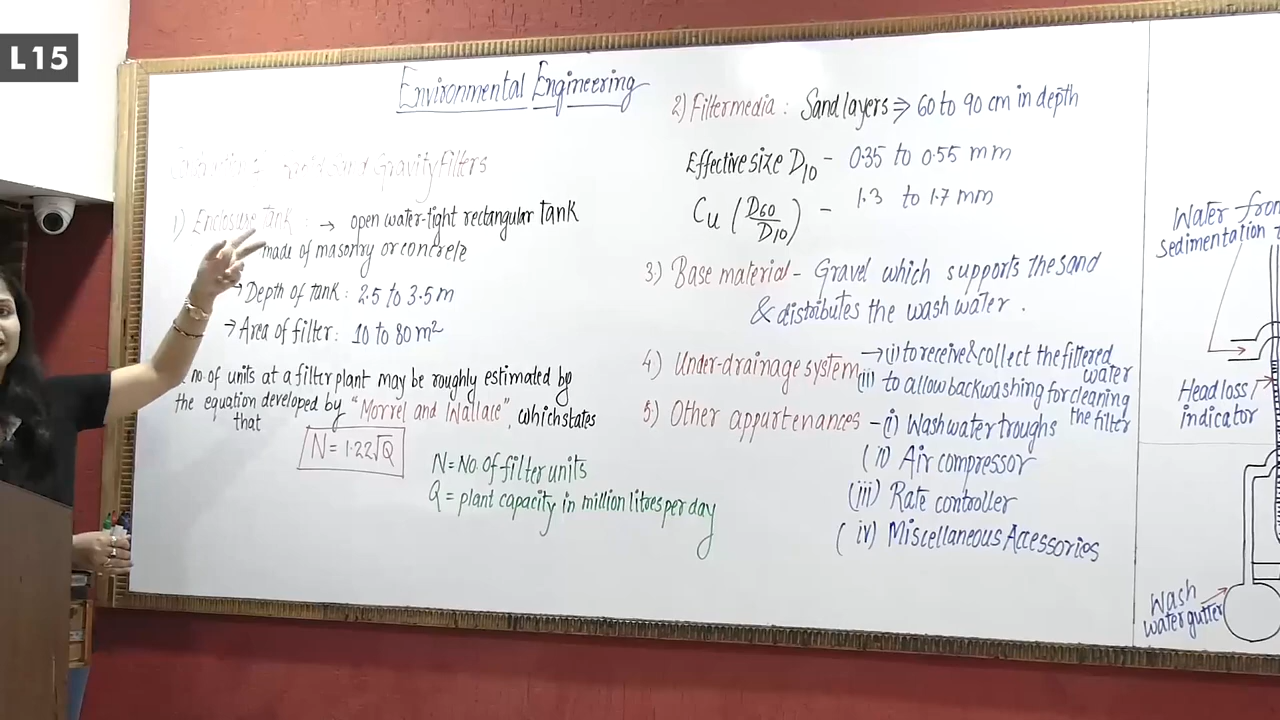 L15
Environmental Engineering
Gravity Filters
1) Enclosure tank : → open water-tight rectangular tank
made of masonry or concrete
→ Depth of tank : 2.5 to 3.5 m
→ Area of filter : 10 to 80 m²
no. of units at a filter plant may be roughly estimated by
the equation developed by "Morrel and Wallace", which states
that
N = 1.22√Q
N = No. of filter units
Q = plant capacity in million litres per day
2) Filter media : Sand layers ⇒ 60 to 90 cm in depth
Effective size D10 - 0.35 to 0.55 mm
Cu (D60/D10) - 1.3 to 1.7 mm
3) Base material - Gravel which supports the sand
& distributes the wash water .
4) Under-drainage system → (i) to receive & collect the filtered
water
(ii) to allow backwashing for cleaning
the filter
5) Other appurtenances - (i) Wash water troughs
(ii) Air compressor
(iii) Rate controller
(iv) Miscellaneous Accessories
Water from
sedimentation
Head loss
indicator
Wash
water gutter